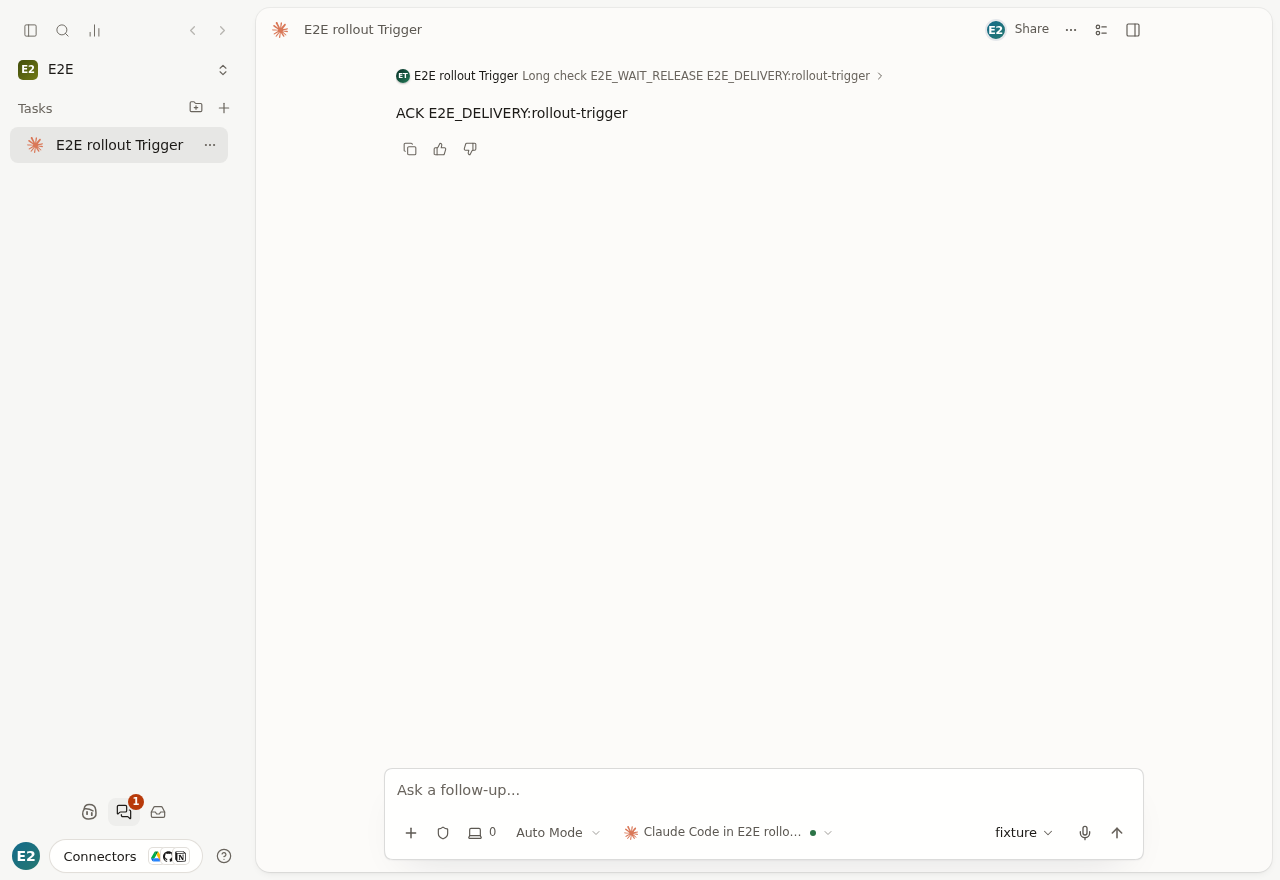 E2 E2E
Tasks
E2E rollout Trigger
1
E2 Connectors
E2E rollout Trigger
E2 Share
ET E2E rollout Trigger Long check E2E_WAIT_RELEASE E2E_DELIVERY:rollout-trigger
ACK E2E_DELIVERY:rollout-trigger
Ask a follow-up...
0 Auto Mode Claude Code in E2E rollo... fixture